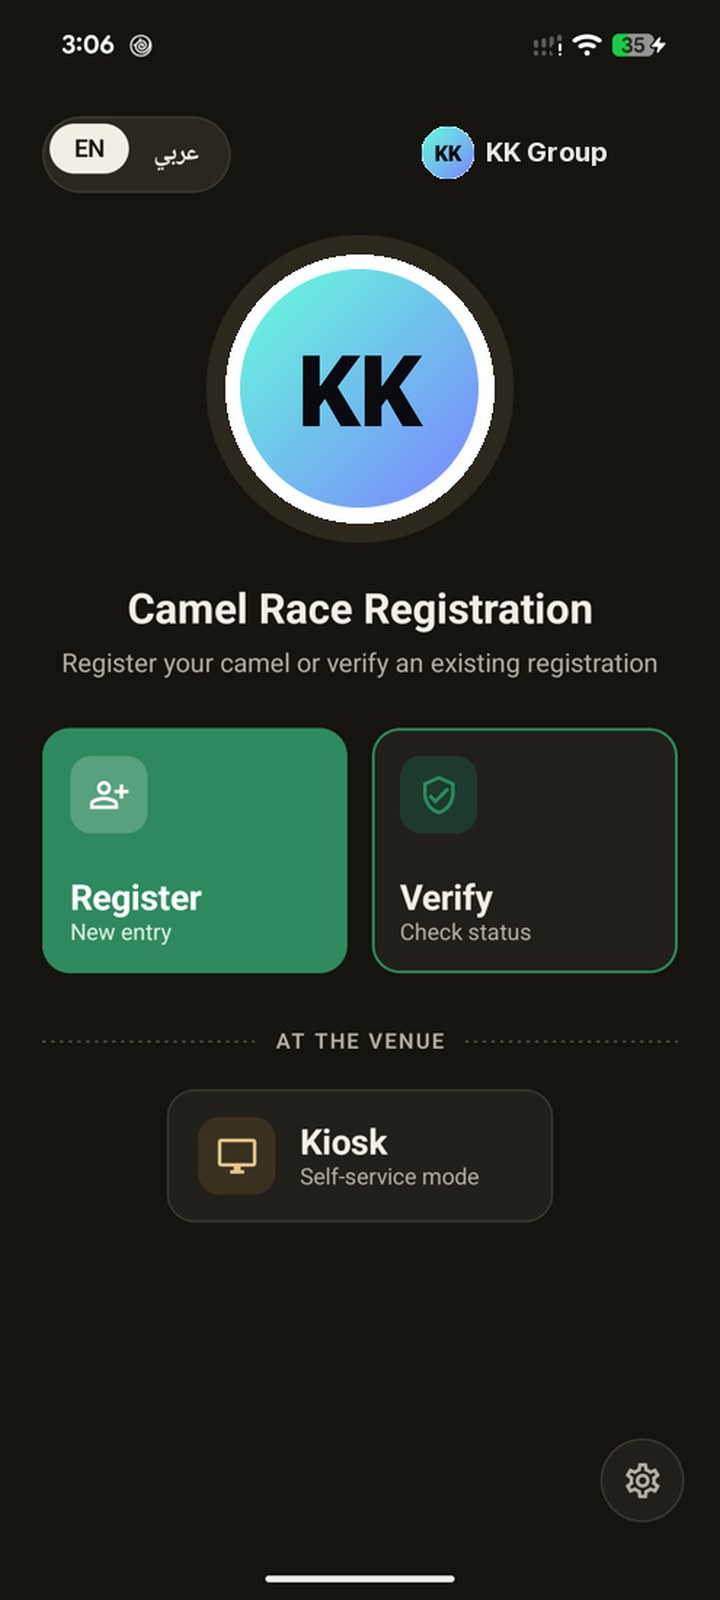 3:06
35
EN
عربي
KK
KK Group
KK
Camel Race Registration
Register your camel or verify an existing registration
Register
New entry
Verify
Check status
AT THE VENUE
Kiosk
Self-service mode